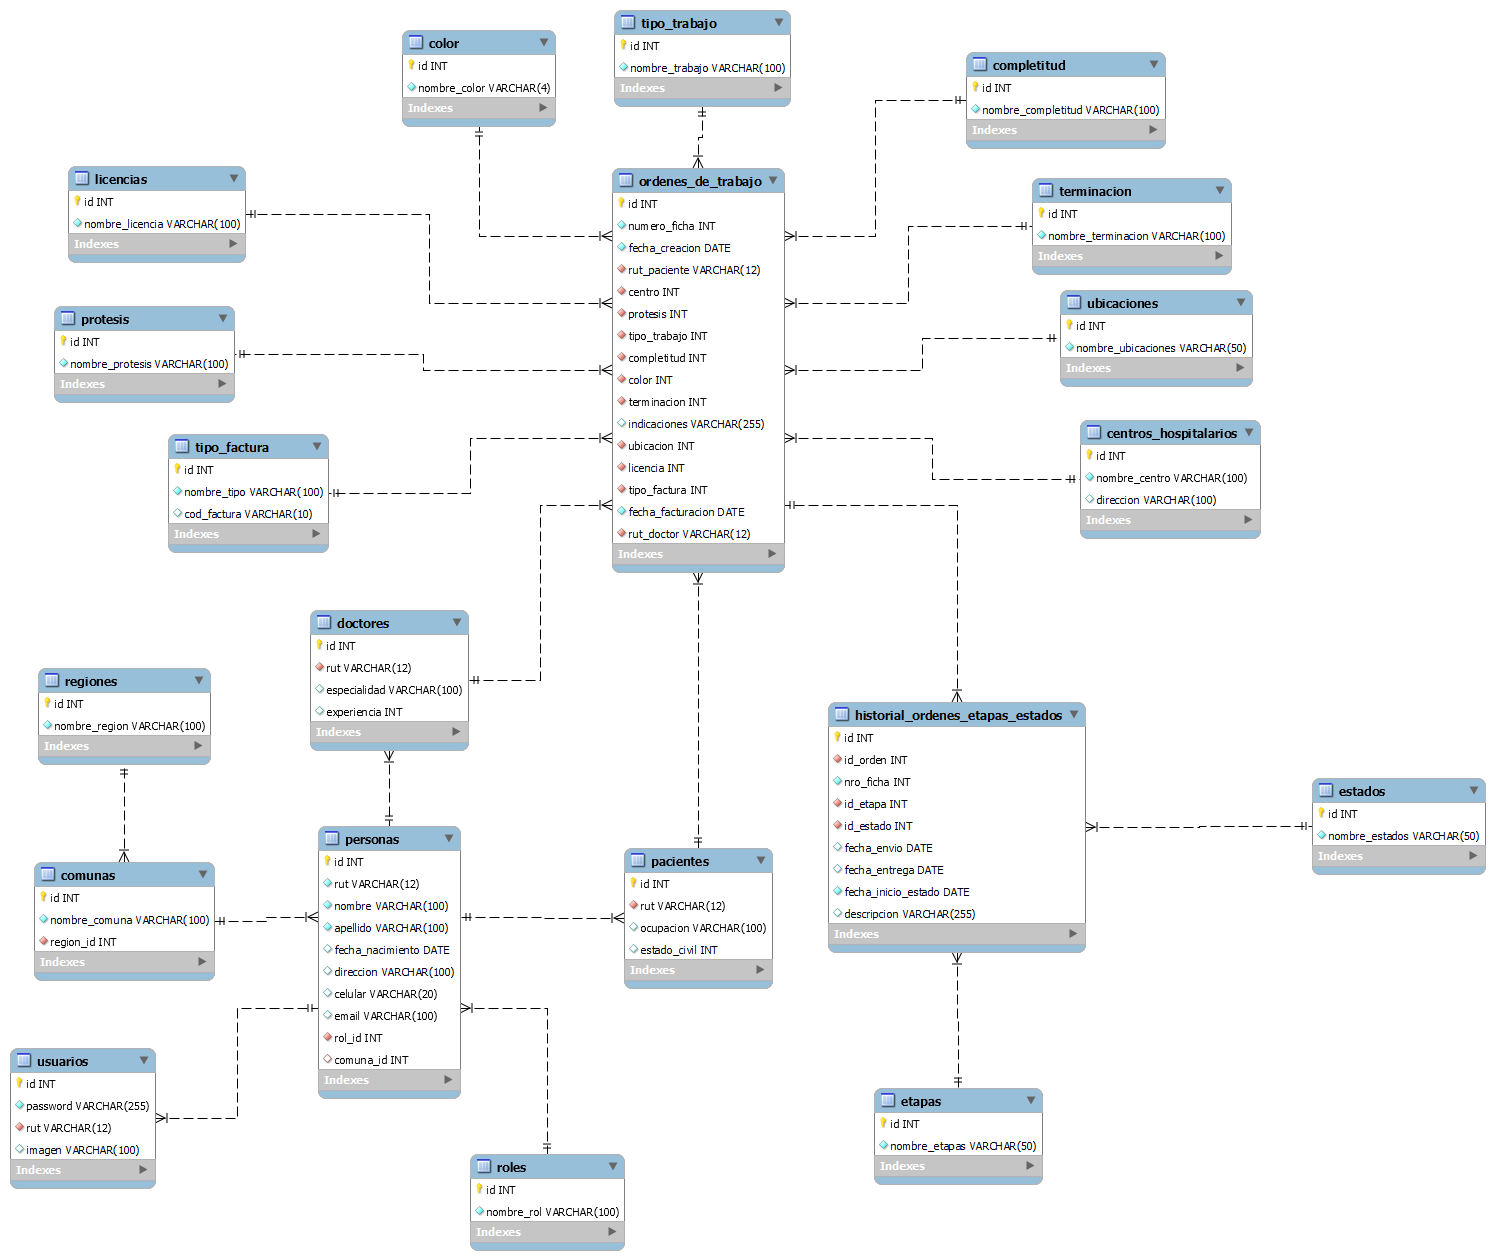 tipo_trabajo
id INT
nombre_trabajo VARCHAR(100)
Indexes
color
id INT
nombre_color VARCHAR(4)
Indexes
completitud
id INT
nombre_completitud VARCHAR(100)
Indexes
licencias
id INT
nombre_licencia VARCHAR(100)
Indexes
ordenes_de_trabajo
id INT
numero_ficha INT
fecha_creacion DATE
rut_paciente VARCHAR(12)
centro INT
protesis INT
tipo_trabajo INT
completitud INT
color INT
terminacion INT
indicaciones VARCHAR(255)
ubicacion INT
licencia INT
tipo_factura INT
fecha_facturacion DATE
rut_doctor VARCHAR(12)
Indexes
terminacion
id INT
nombre_terminacion VARCHAR(100)
Indexes
ubicaciones
id INT
nombre_ubicaciones VARCHAR(50)
Indexes
protesis
id INT
nombre_protesis VARCHAR(100)
Indexes
centros_hospitalarios
id INT
nombre_centro VARCHAR(100)
direccion VARCHAR(100)
Indexes
tipo_factura
id INT
nombre_tipo VARCHAR(100)
cod_factura VARCHAR(10)
Indexes
doctores
id INT
rut VARCHAR(12)
especialidad VARCHAR(100)
experiencia INT
Indexes
regiones
id INT
nombre_region VARCHAR(100)
Indexes
historial_ordenes_etapas_estados
id INT
id_orden INT
nro_ficha INT
id_etapa INT
id_estado INT
fecha_envio DATE
fecha_entrega DATE
fecha_inicio_estado DATE
descripcion VARCHAR(255)
Indexes
estados
id INT
nombre_estados VARCHAR(50)
Indexes
personas
id INT
rut VARCHAR(12)
nombre VARCHAR(100)
apellido VARCHAR(100)
fecha_nacimiento DATE
direccion VARCHAR(100)
celular VARCHAR(20)
email VARCHAR(100)
rol_id INT
comuna_id INT
Indexes
pacientes
id INT
rut VARCHAR(12)
ocupacion VARCHAR(100)
estado_civil INT
Indexes
comunas
id INT
nombre_comuna VARCHAR(100)
region_id INT
Indexes
usuarios
id INT
password VARCHAR(255)
rut VARCHAR(12)
imagen VARCHAR(100)
Indexes
etapas
id INT
nombre_etapas VARCHAR(50)
Indexes
roles
id INT
nombre_rol VARCHAR(100)
Indexes